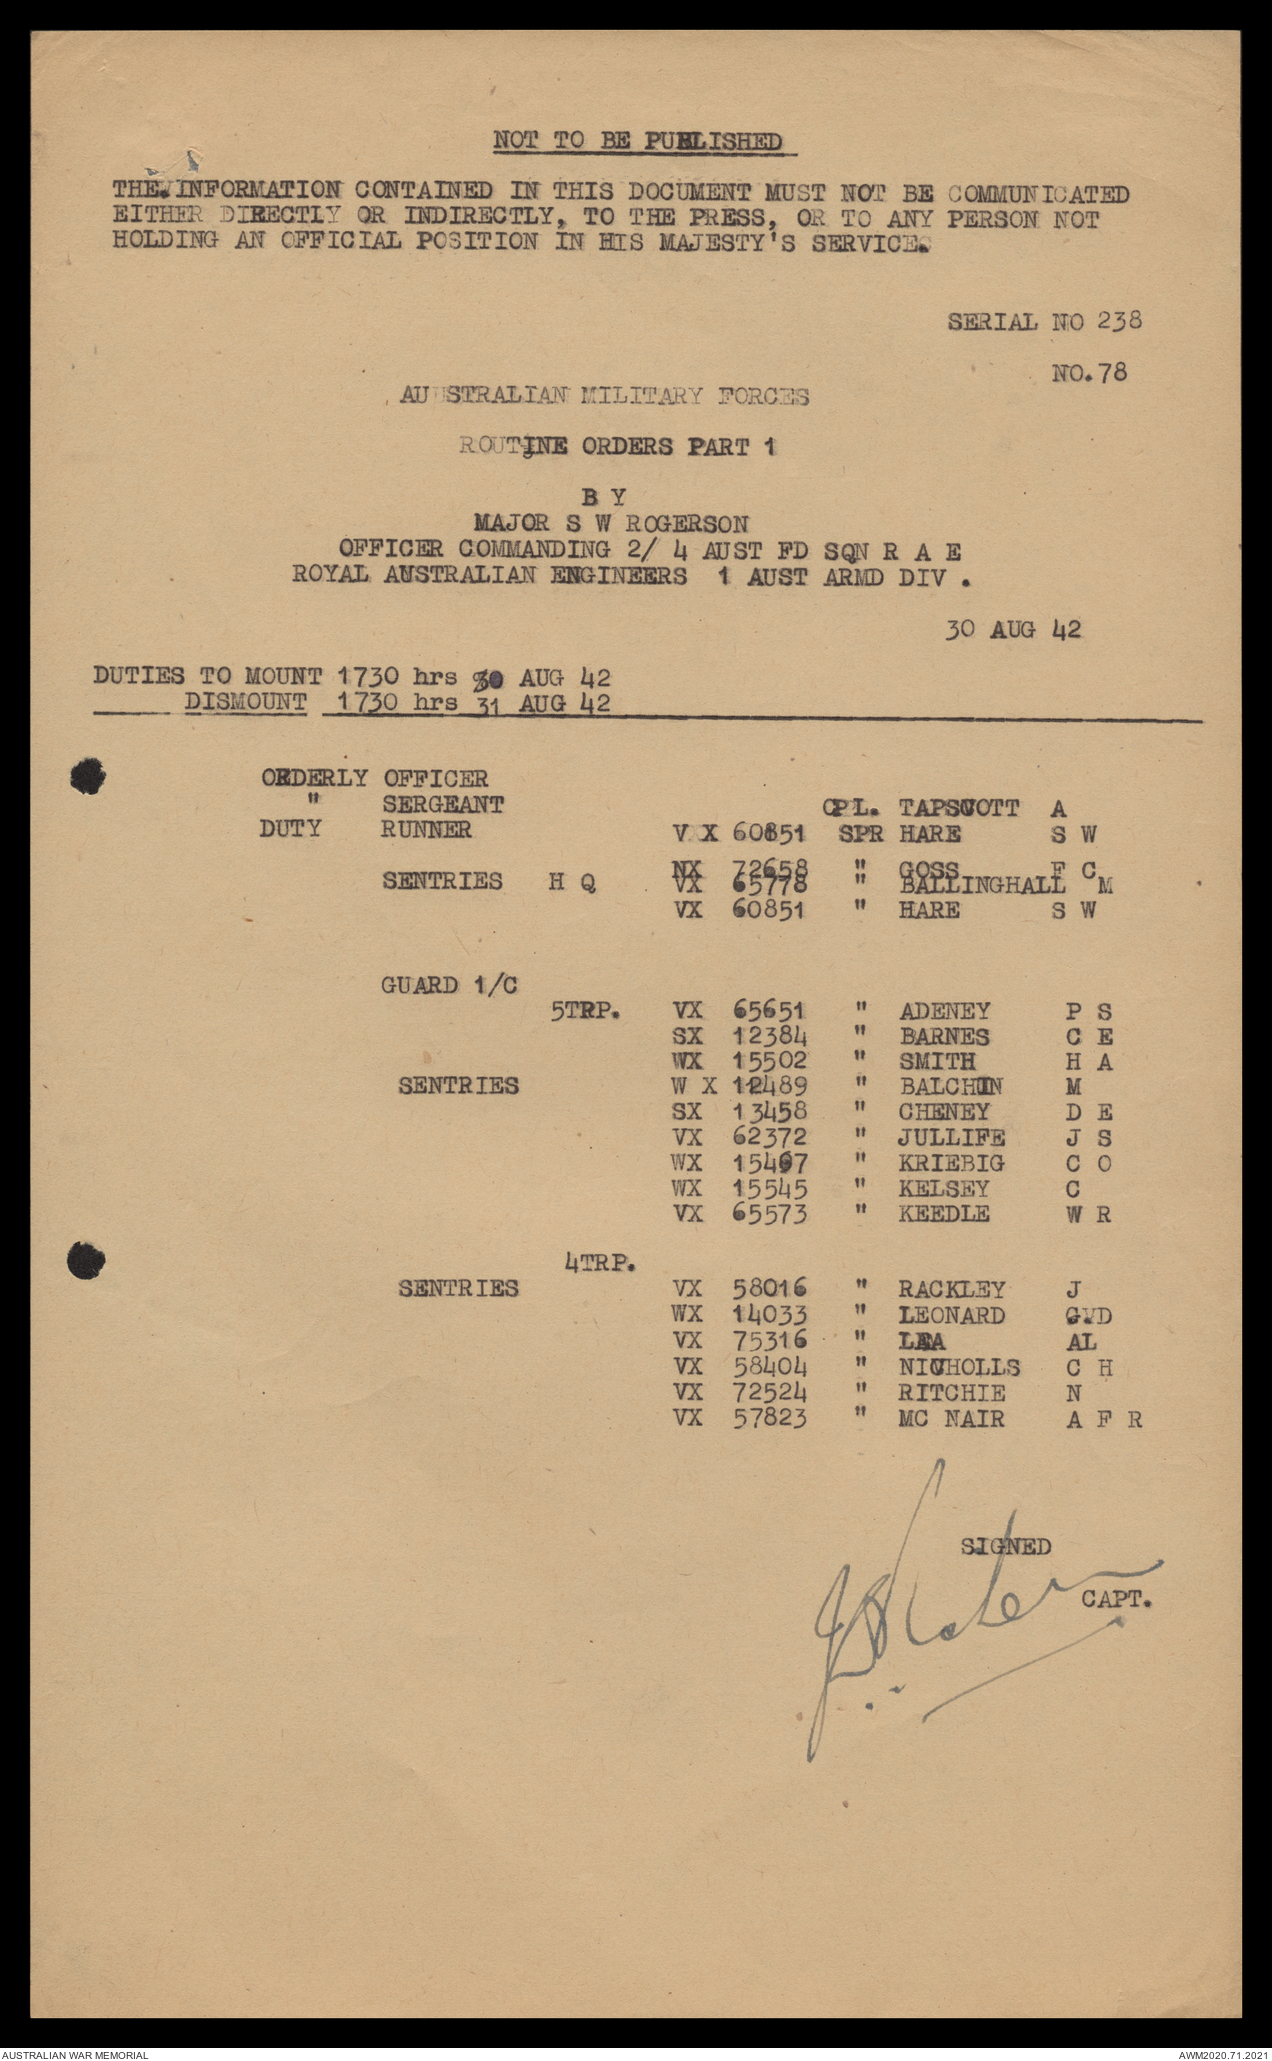 NOT TO BE PUBLISHED
THE INFORMATION CONTAINED IN THIS DOCUMENT MUST NOT BE COMMUNICATED
EITHER DIRECTLY OR INDIRECTLY, TO THE PRESS, OR TO ANY PERSON NOT
HOLDING AN OFFICIAL POSITION IN HIS MAJESTY'S SERVICE.
SERIAL NO 238
NO.78
AUSTRALIAN MILITARY FORCES
ROUTINE ORDERS PART 1
B Y
MAJOR S W ROGERSON
OFFICER COMMANDING 2/ 4 AUST FD SQN R A E
ROYAL AUSTRALIAN ENGINEERS 1 AUST ARMD DIV .
30 AUG 42
DUTIES TO MOUNT 1730 hrs 30 AUG 42
DISMOUNT 1730 hrs 31 AUG 42
ORDERLY OFFICER
" SERGEANT CPL. TAPSCOTT A
DUTY RUNNER V X 60851 SPR HARE S W
NX 72658 " GOSS F C
SENTRIES H Q VX 65778 " BALLINGHALL M
VX 60851 " HARE S W
GUARD 1/C
5TRP. VX 65651 " ADENEY P S
SX 12384 " BARNES C E
WX 15502 " SMITH H A
SENTRIES W X 12489 " BALCHIN M
SX 13458 " CHENEY D E
VX 62372 " JULLIFE J S
WX 15467 " KRIEBIG C O
WX 15545 " KELSEY C
VX 65573 " KEEDLE W R
4TRP.
SENTRIES VX 58016 " RACKLEY J
WX 14033 " LEONARD G.D
VX 75316 " LEA AL
VX 58404 " NICHOLLS C H
VX 72524 " RITCHIE N
VX 57823 " MC NAIR A F R
SIGNED
CAPT.
AUSTRALIAN WAR MEMORIAL
AWM2020.71.2021